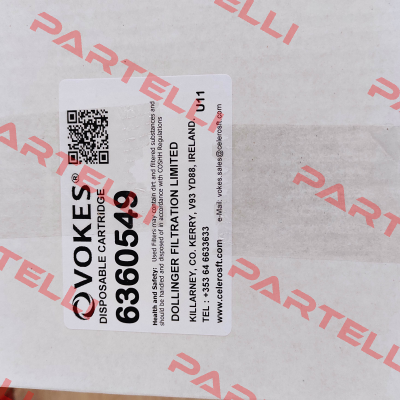 VOKES®
DISPOSABLE CARTRIDGE
6360549
Health and Safety: Used Filters may contain dirt and filtered substances and
should be handled and disposed of in accordance with COSHH Regulations
DOLLINGER FILTRATION LIMITED
KILLARNEY, CO. KERRY, V93 YD88, IRELAND.
TEL : +353 64 6633633
www.celerosft.com
e-Mail: vokes.sales@celerosft.com
U11
PARTELLI
PARTELLI
PARTELLI
PARTELLI
PARTELLI